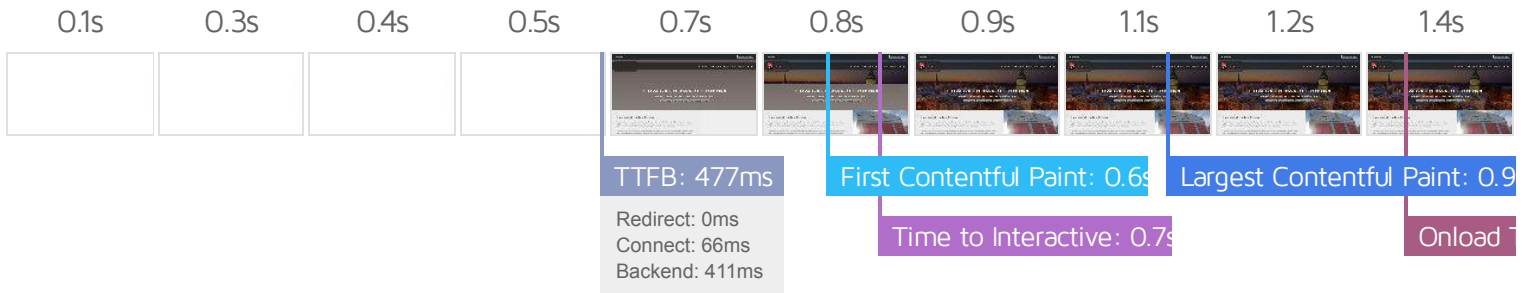 0.1s 0.3s 0.4s 0.5s 0.7s 0.8s 0.9s 1.1s 1.2s 1.4s
TTFB: 477ms
First Contentful Paint: 0.6s
Largest Contentful Paint: 0.9
Redirect: 0ms
Connect: 66ms
Backend: 411ms
Time to Interactive: 0.7s
Onload T